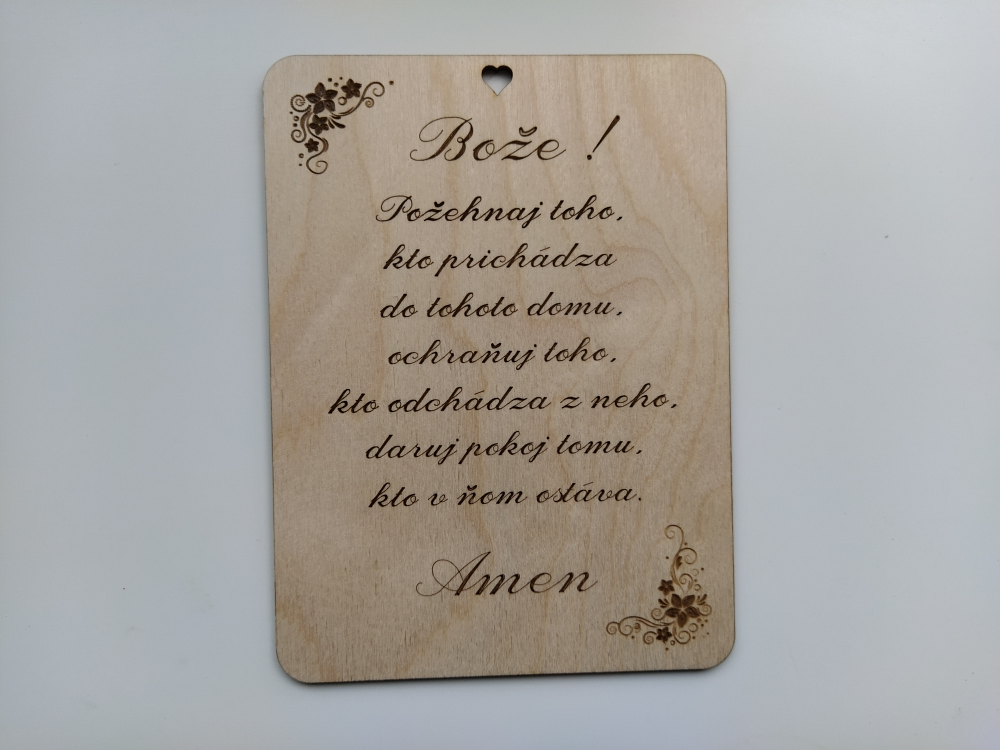 Bože !
Požehnaj toho,
kto prichádza
do tohoto domu,
ochraňuj toho,
kto odchádza z neho,
daruj pokoj tomu,
kto v ňom ostáva.
Amen